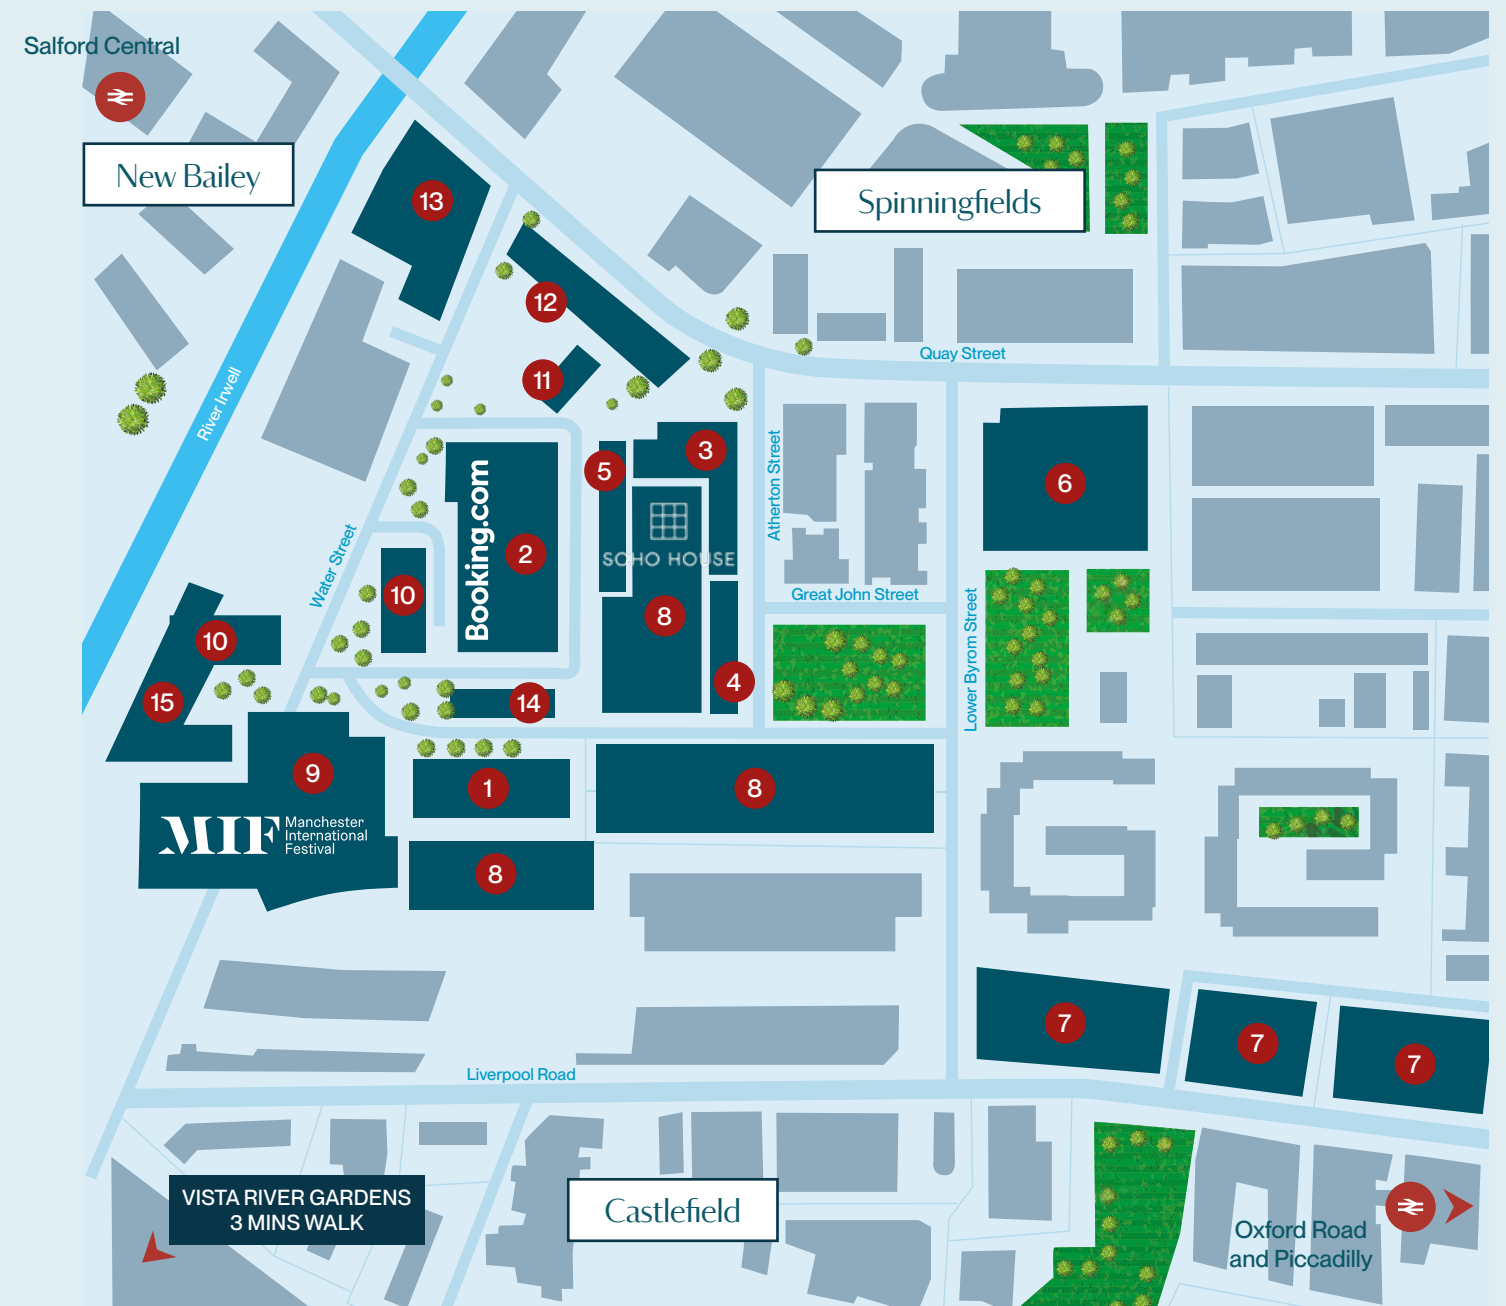 Salford Central
New Bailey
Spinningfields
13
12
11
Quay Street
River Irwell
3
5
6
Atherton Street
Booking.com
2
SOHO HOUSE
Water Street
10
8
Great John Street
Lower Byrom Street
10
4
15
14
9
1
8
MIF
Manchester
International
Festival
8
7
7
7
Liverpool Road
VISTA RIVER GARDENS
3 MINS WALK
Castlefield
Oxford Road
and Piccadilly